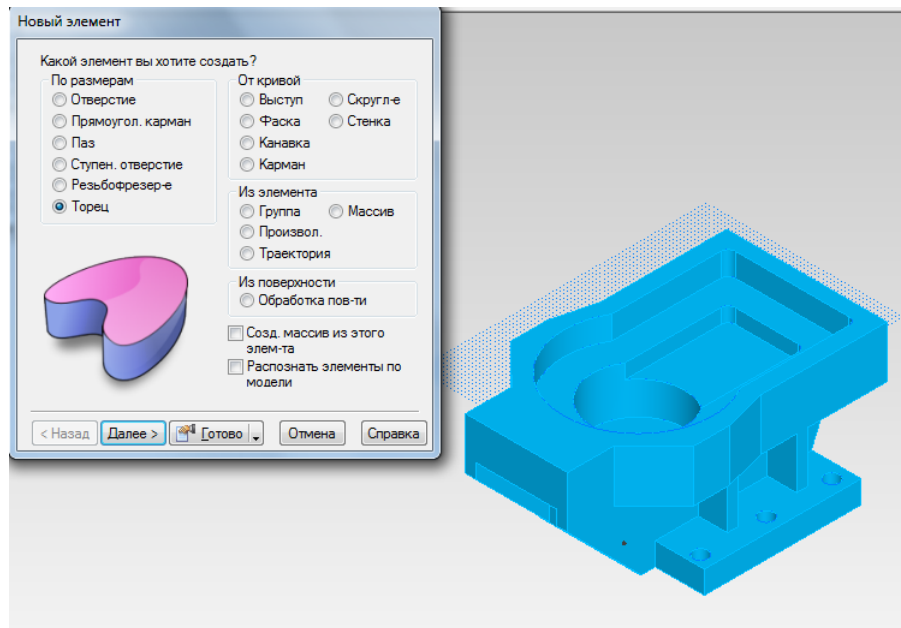 Новый элемент
Какой элемент вы хотите создать?
По размерам
Отверстие
Прямоугол. карман
Паз
Ступен. отверстие
Резьбофрезер-е
Торец
От кривой
Выступ
Скругл-е
Фаска
Стенка
Канавка
Карман
Из элемента
Группа
Массив
Произвол.
Траектория
Из поверхности
Обработка пов-ти
Созд. массив из этого
элем-та
Распознать элементы по
модели
< Назад
Далее >
Готово
Отмена
Справка